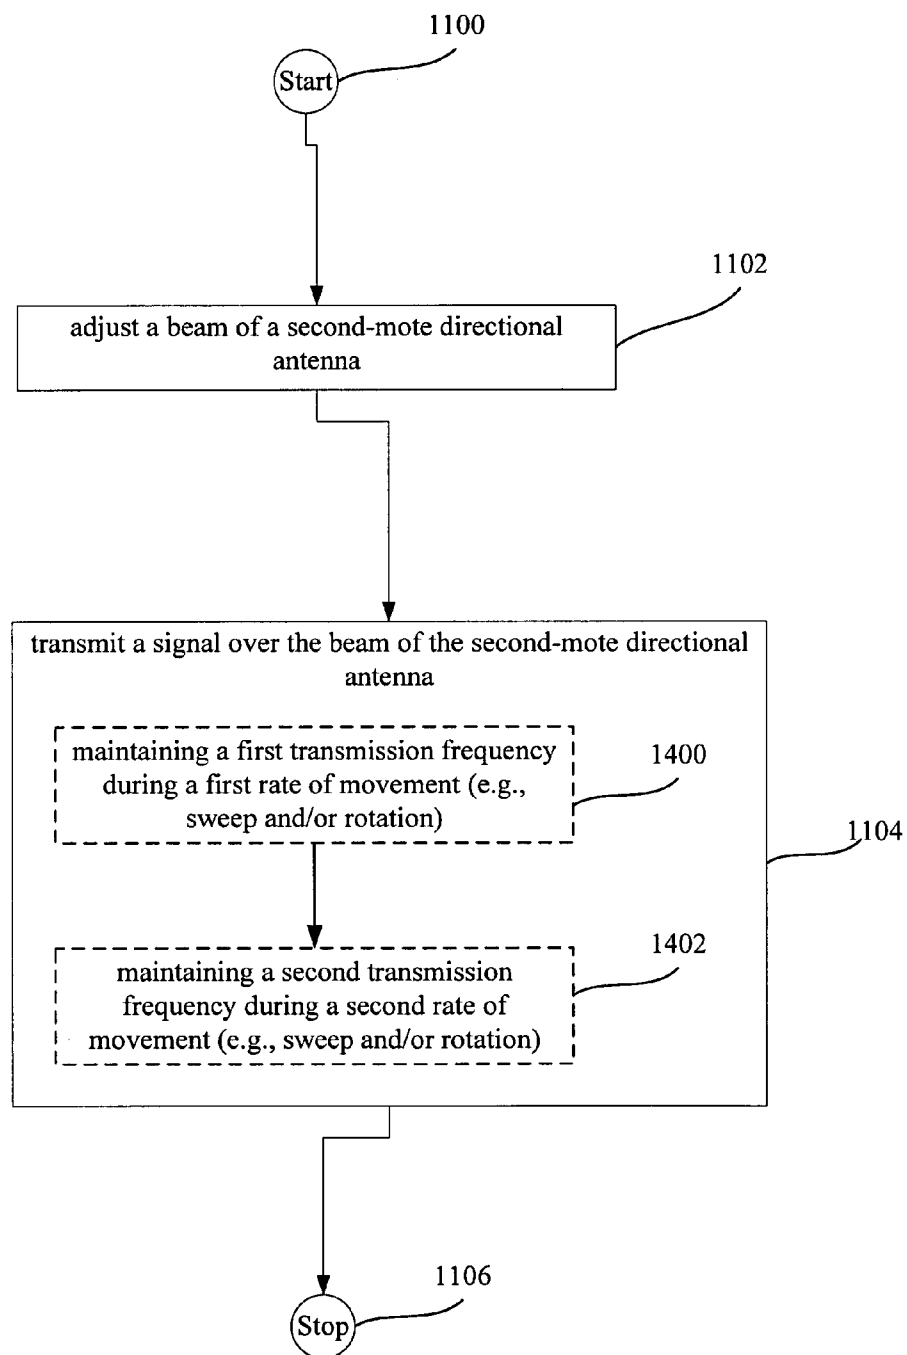 1100
Start
1102
adjust a beam of a second-mote directional
antenna
transmit a signal over the beam of the second-mote directional
antenna
maintaining a first transmission frequency
during a first rate of movement (e.g.,
sweep and/or rotation)
1400
1104
maintaining a second transmission
frequency during a second rate of
movement (e.g., sweep and/or rotation)
1402
1106
Stop